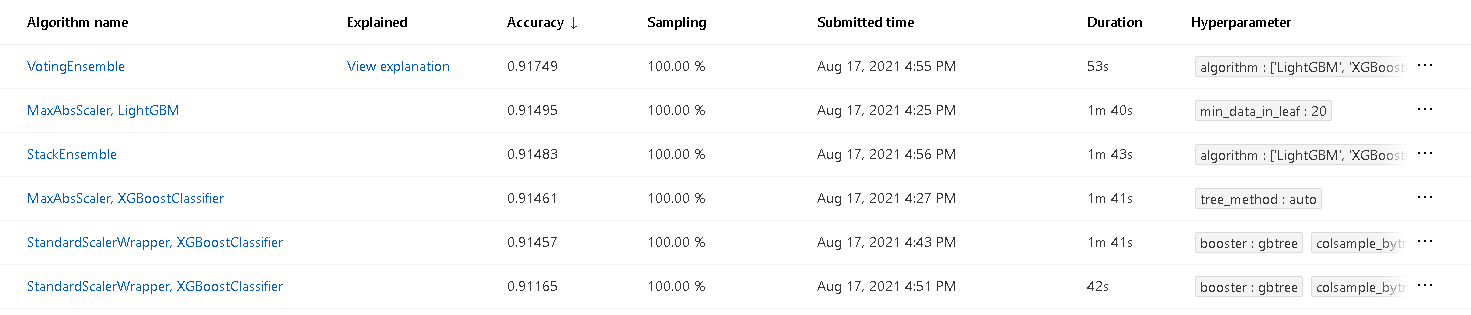 Algorithm name Explained Accuracy ↓ Sampling Submitted time Duration Hyperparameter
VotingEnsemble View explanation 0.91749 100.00 % Aug 17, 2021 4:55 PM 53s algorithm : ['LightGBM', 'XGBoost ...
MaxAbsScaler, LightGBM 0.91495 100.00 % Aug 17, 2021 4:25 PM 1m 40s min_data_in_leaf : 20 ...
StackEnsemble 0.91483 100.00 % Aug 17, 2021 4:56 PM 1m 43s algorithm : ['LightGBM', 'XGBoost ...
MaxAbsScaler, XGBoostClassifier 0.91461 100.00 % Aug 17, 2021 4:27 PM 1m 41s tree_method : auto ...
StandardScalerWrapper, XGBoostClassifier 0.91457 100.00 % Aug 17, 2021 4:43 PM 1m 41s booster : gbtree colsample_bytr ...
StandardScalerWrapper, XGBoostClassifier 0.91165 100.00 % Aug 17, 2021 4:51 PM 42s booster : gbtree colsample_bytr ...